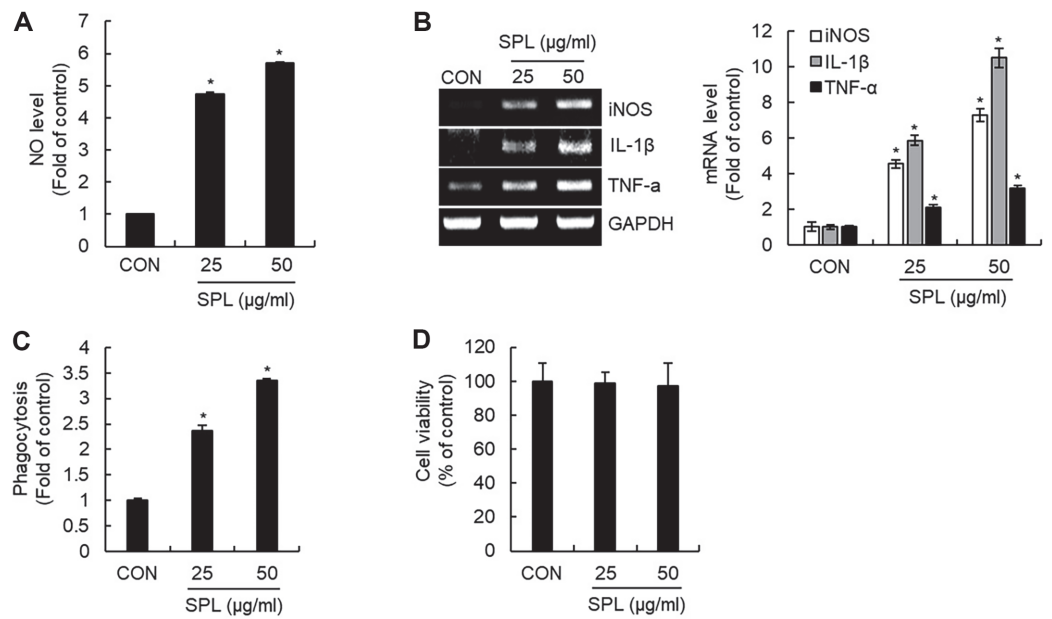 A
NO level
(Fold of control)
7
6
5
4
3
2
1
0
*
*
CON
25
50
SPL (μg/ml)
B
SPL (μg/ml)
CON
25
50
iNOS
IL-1β
TNF-a
GAPDH
mRNA level
(Fold of control)
12
10
8
6
4
2
0
iNOS
IL-1β
TNF-α
*
*
*
*
*
*
CON
25
50
SPL (μg/ml)
C
Phagocytosis
(Fold of control)
4
3.5
3
2.5
2
1.5
1
0.5
0
*
*
CON
25
50
SPL (μg/ml)
D
Cell viability
(% of control)
120
100
80
60
40
20
0
CON
25
50
SPL (μg/ml)